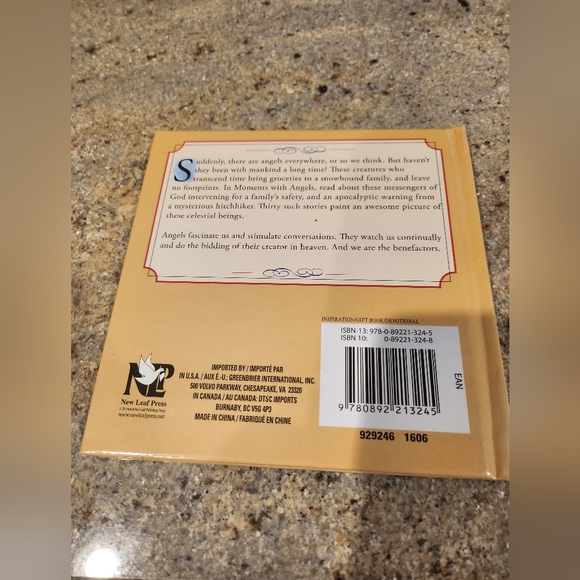 Suddenly, there are angels everywhere, or so we think. But haven't
they been with mankind a long time? These creatures who
transcend time bring groceries to a snowbound family, and leave
no footprints. In Moments with Angels, read about these messengers of
God intervening for a family's safety, and an apocalyptic warning from
a mysterious hitchhiker. Thirty such stories paint an awesome picture of
these celestial beings.
Angels fascinate us and stimulate conversations. They watch us continually
and do the bidding of their creator in heaven. And we are the benefactors.
INSPIRATION/GIFT BOOK/DEVOTIONAL
ISBN-13: 978-0-89221-324-5
ISBN 10: 0-89221-324-8
EAN
9 780892 213245
929246 1606
NLP
New Leaf Press
www.newleafpress.net
IMPORTED BY / IMPORTÉ PAR
IN U.S.A. / AUX É.-U.: GREENBRIER INTERNATIONAL, INC.
500 VOLVO PARKWAY, CHESAPEAKE, VA 23320
IN CANADA / AU CANADA: DTSC IMPORTS
BURNABY, BC V5G 4P3
MADE IN CHINA / FABRIQUÉ EN CHINE